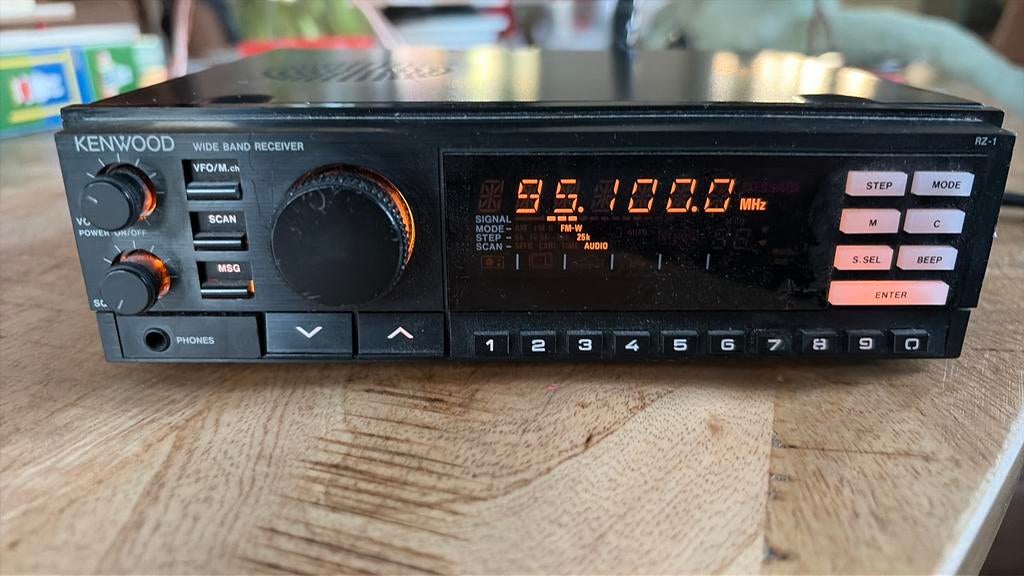 KENWOOD WIDE BAND RECEIVER RZ-1
VFO/M.ch
POWER ON/OFF
SCAN
MSG
PHONES
95.100.0 MHz
SIGNAL
MODE FM-W
STEP 25k
SCAN AUDIO
STEP MODE
M C
S.SEL BEEP
ENTER
1 2 3 4 5 6 7 8 9 0